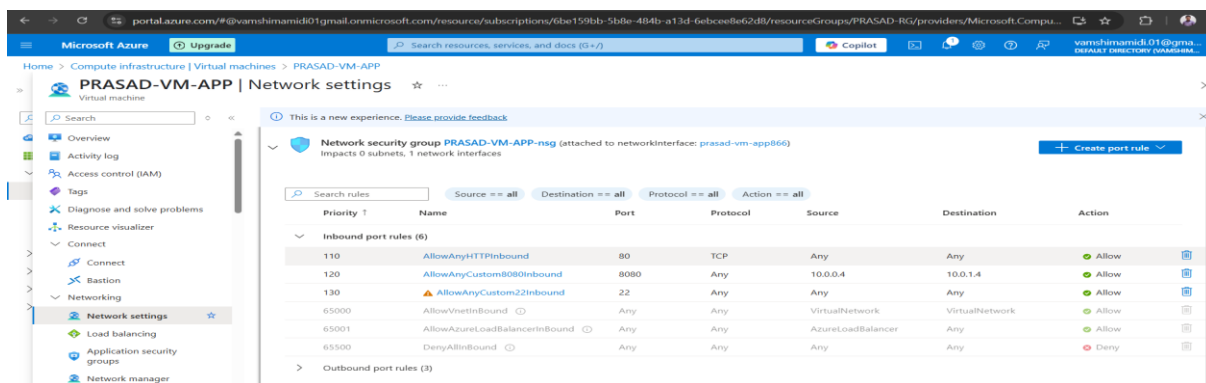 portal.azure.com/#@vamshimamidi01gmail.onmicrosoft.com/resource/subscriptions/6be159bb-5b8e-484b-a13d-6ebcee8e62d8/resourceGroups/PRASAD-RG/providers/Microsoft.Compu...
Microsoft Azure Upgrade Search resources, services, and docs (G+/) Copilot 1 vamshimamidi.01@gma...
DEFAULT DIRECTORY (VAMSHIM...
Home > Compute infrastructure | Virtual machines > PRASAD-VM-APP
PRASAD-VM-APP | Network settings
Virtual machine
Search
Overview
Activity log
Access control (IAM)
Tags
Diagnose and solve problems
Resource visualizer
Connect
Connect
Bastion
Networking
Network settings
Load balancing
Application security groups
Network manager
This is a new experience. Please provide feedback
Network security group PRASAD-VM-APP-nsg (attached to networkInterface: prasad-vm-app866)
Impacts 0 subnets, 1 network interfaces
+ Create port rule
Search rules Source == all Destination == all Protocol == all Action == all
Priority ↑ Name Port Protocol Source Destination Action
Inbound port rules (6)
110 AllowAnyHTTPInbound 80 TCP Any Any Allow
120 AllowAnyCustom8080Inbound 8080 Any 10.0.0.4 10.0.1.4 Allow
130 AllowAnyCustom22Inbound 22 Any Any Any Allow
65000 AllowVnetInBound Any Any VirtualNetwork VirtualNetwork Allow
65001 AllowAzureLoadBalancerInBound Any Any AzureLoadBalancer Any Allow
65500 DenyAllInBound Any Any Any Any Deny
Outbound port rules (3)